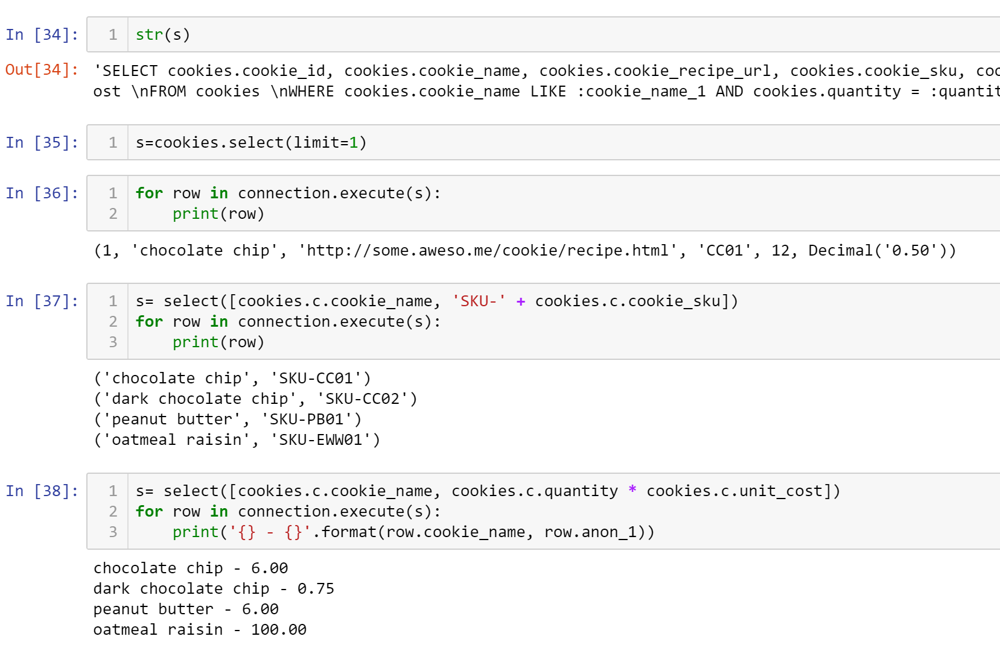 In [34]: 1 str(s)
Out[34]: 'SELECT cookies.cookie_id, cookies.cookie_name, cookies.cookie_recipe_url, cookies.cookie_sku,
ost \nFROM cookies \nWHERE cookies.cookie_name LIKE :cookie_name_1 AND cookies.quantity =
In [35]: 1 s=cookies.select(limit=1)
In [36]: 1 for row in connection.execute(s):
2     print(row)
(1, 'chocolate chip', 'http://some.aweso.me/cookie/recipe.html', 'CC01', 12, Decimal('0.50'))
In [37]: 1 s= select([cookies.c.cookie_name, 'SKU-' + cookies.c.cookie_sku])
2 for row in connection.execute(s):
3     print(row)
('chocolate chip', 'SKU-CC01')
('dark chocolate chip', 'SKU-CC02')
('peanut butter', 'SKU-PB01')
('oatmeal raisin', 'SKU-EWW01')
In [38]: 1 s= select([cookies.c.cookie_name, cookies.c.quantity * cookies.c.unit_cost])
2 for row in connection.execute(s):
3     print('{} - {}'.format(row.cookie_name, row.anon_1))
chocolate chip - 6.00
dark chocolate chip - 0.75
peanut butter - 6.00
oatmeal raisin - 100.00